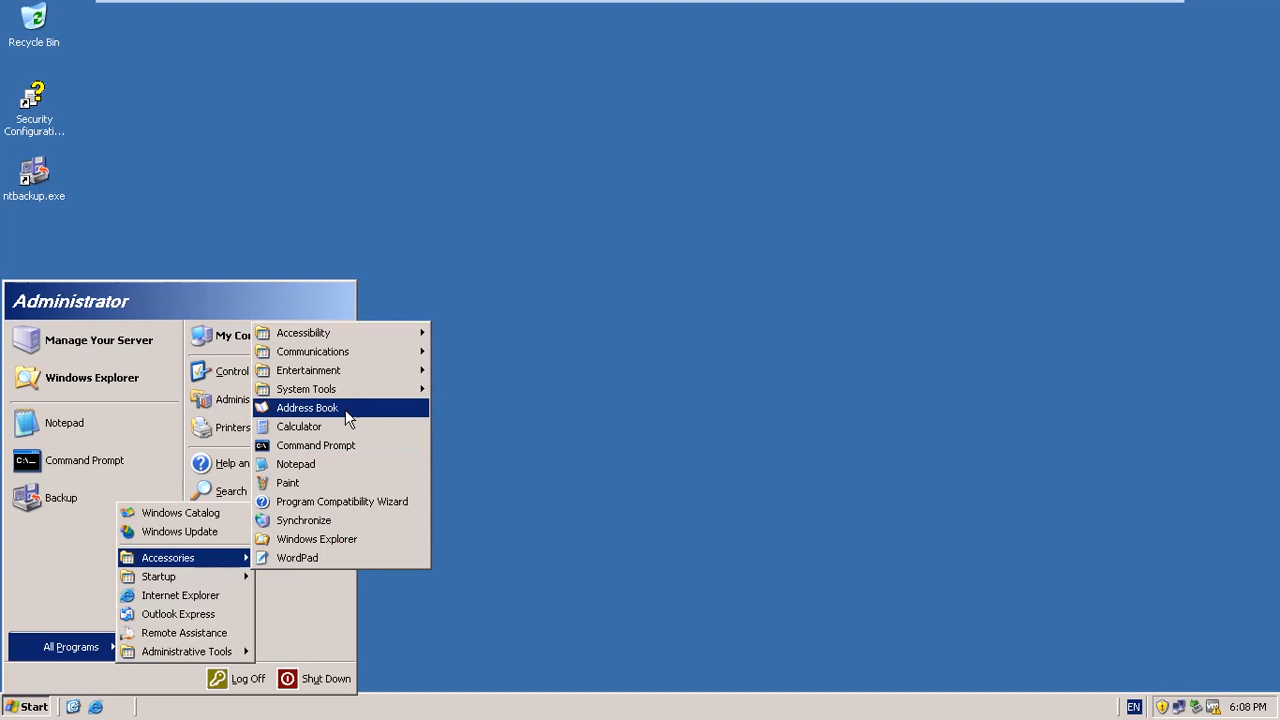 Recycle Bin
Security
Configurati...
ntbackup.exe
Administrator
Manage Your Server
Windows Explorer
Notepad
Command Prompt
Backup
All Programs
My Co
Control
Adminis
Printers
Help an
Search
Windows Catalog
Windows Update
Accessories
Startup
Internet Explorer
Outlook Express
Remote Assistance
Administrative Tools
Accessibility
Communications
Entertainment
System Tools
Address Book
Calculator
Command Prompt
Notepad
Paint
Program Compatibility Wizard
Synchronize
Windows Explorer
WordPad
Log Off
Shut Down
Start
EN
6:08 PM